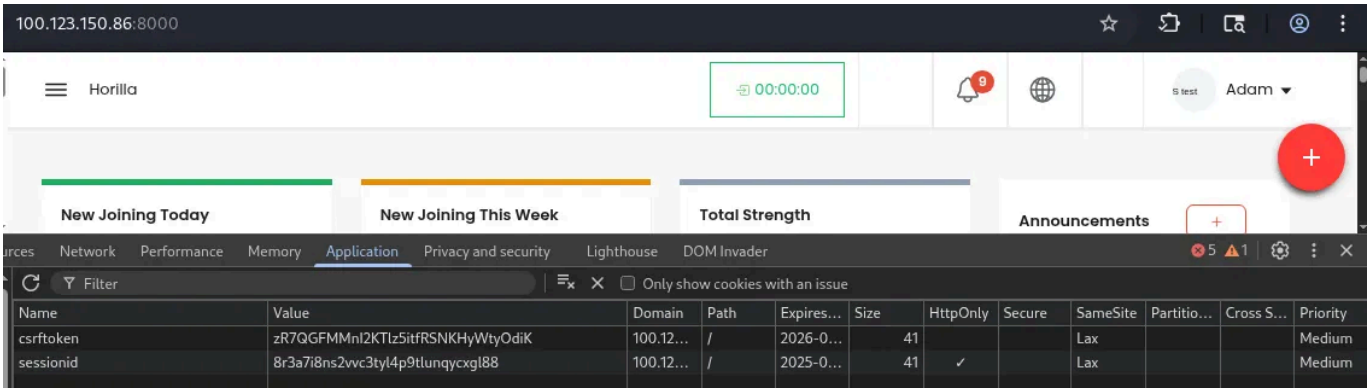 100.123.150.86:8000
Horilla 00:00:00 9 S test Adam
New Joining Today New Joining This Week Total Strength Announcements +
urces Network Performance Memory Application Privacy and security Lighthouse DOM Invader 5 1
Filter Only show cookies with an issue
Name Value Domain Path Expires... Size HttpOnly Secure SameSite Partitio... Cross S... Priority
csrftoken zR7QGFMMnI2KTlz5itfRSNKHyWtyOdiK 100.12... / 2026-0... 41 Lax Medium
sessionid 8r3a7i8ns2vvc3tyl4p9tlunqycxgl88 100.12... / 2025-0... 41 ✓ Lax Medium